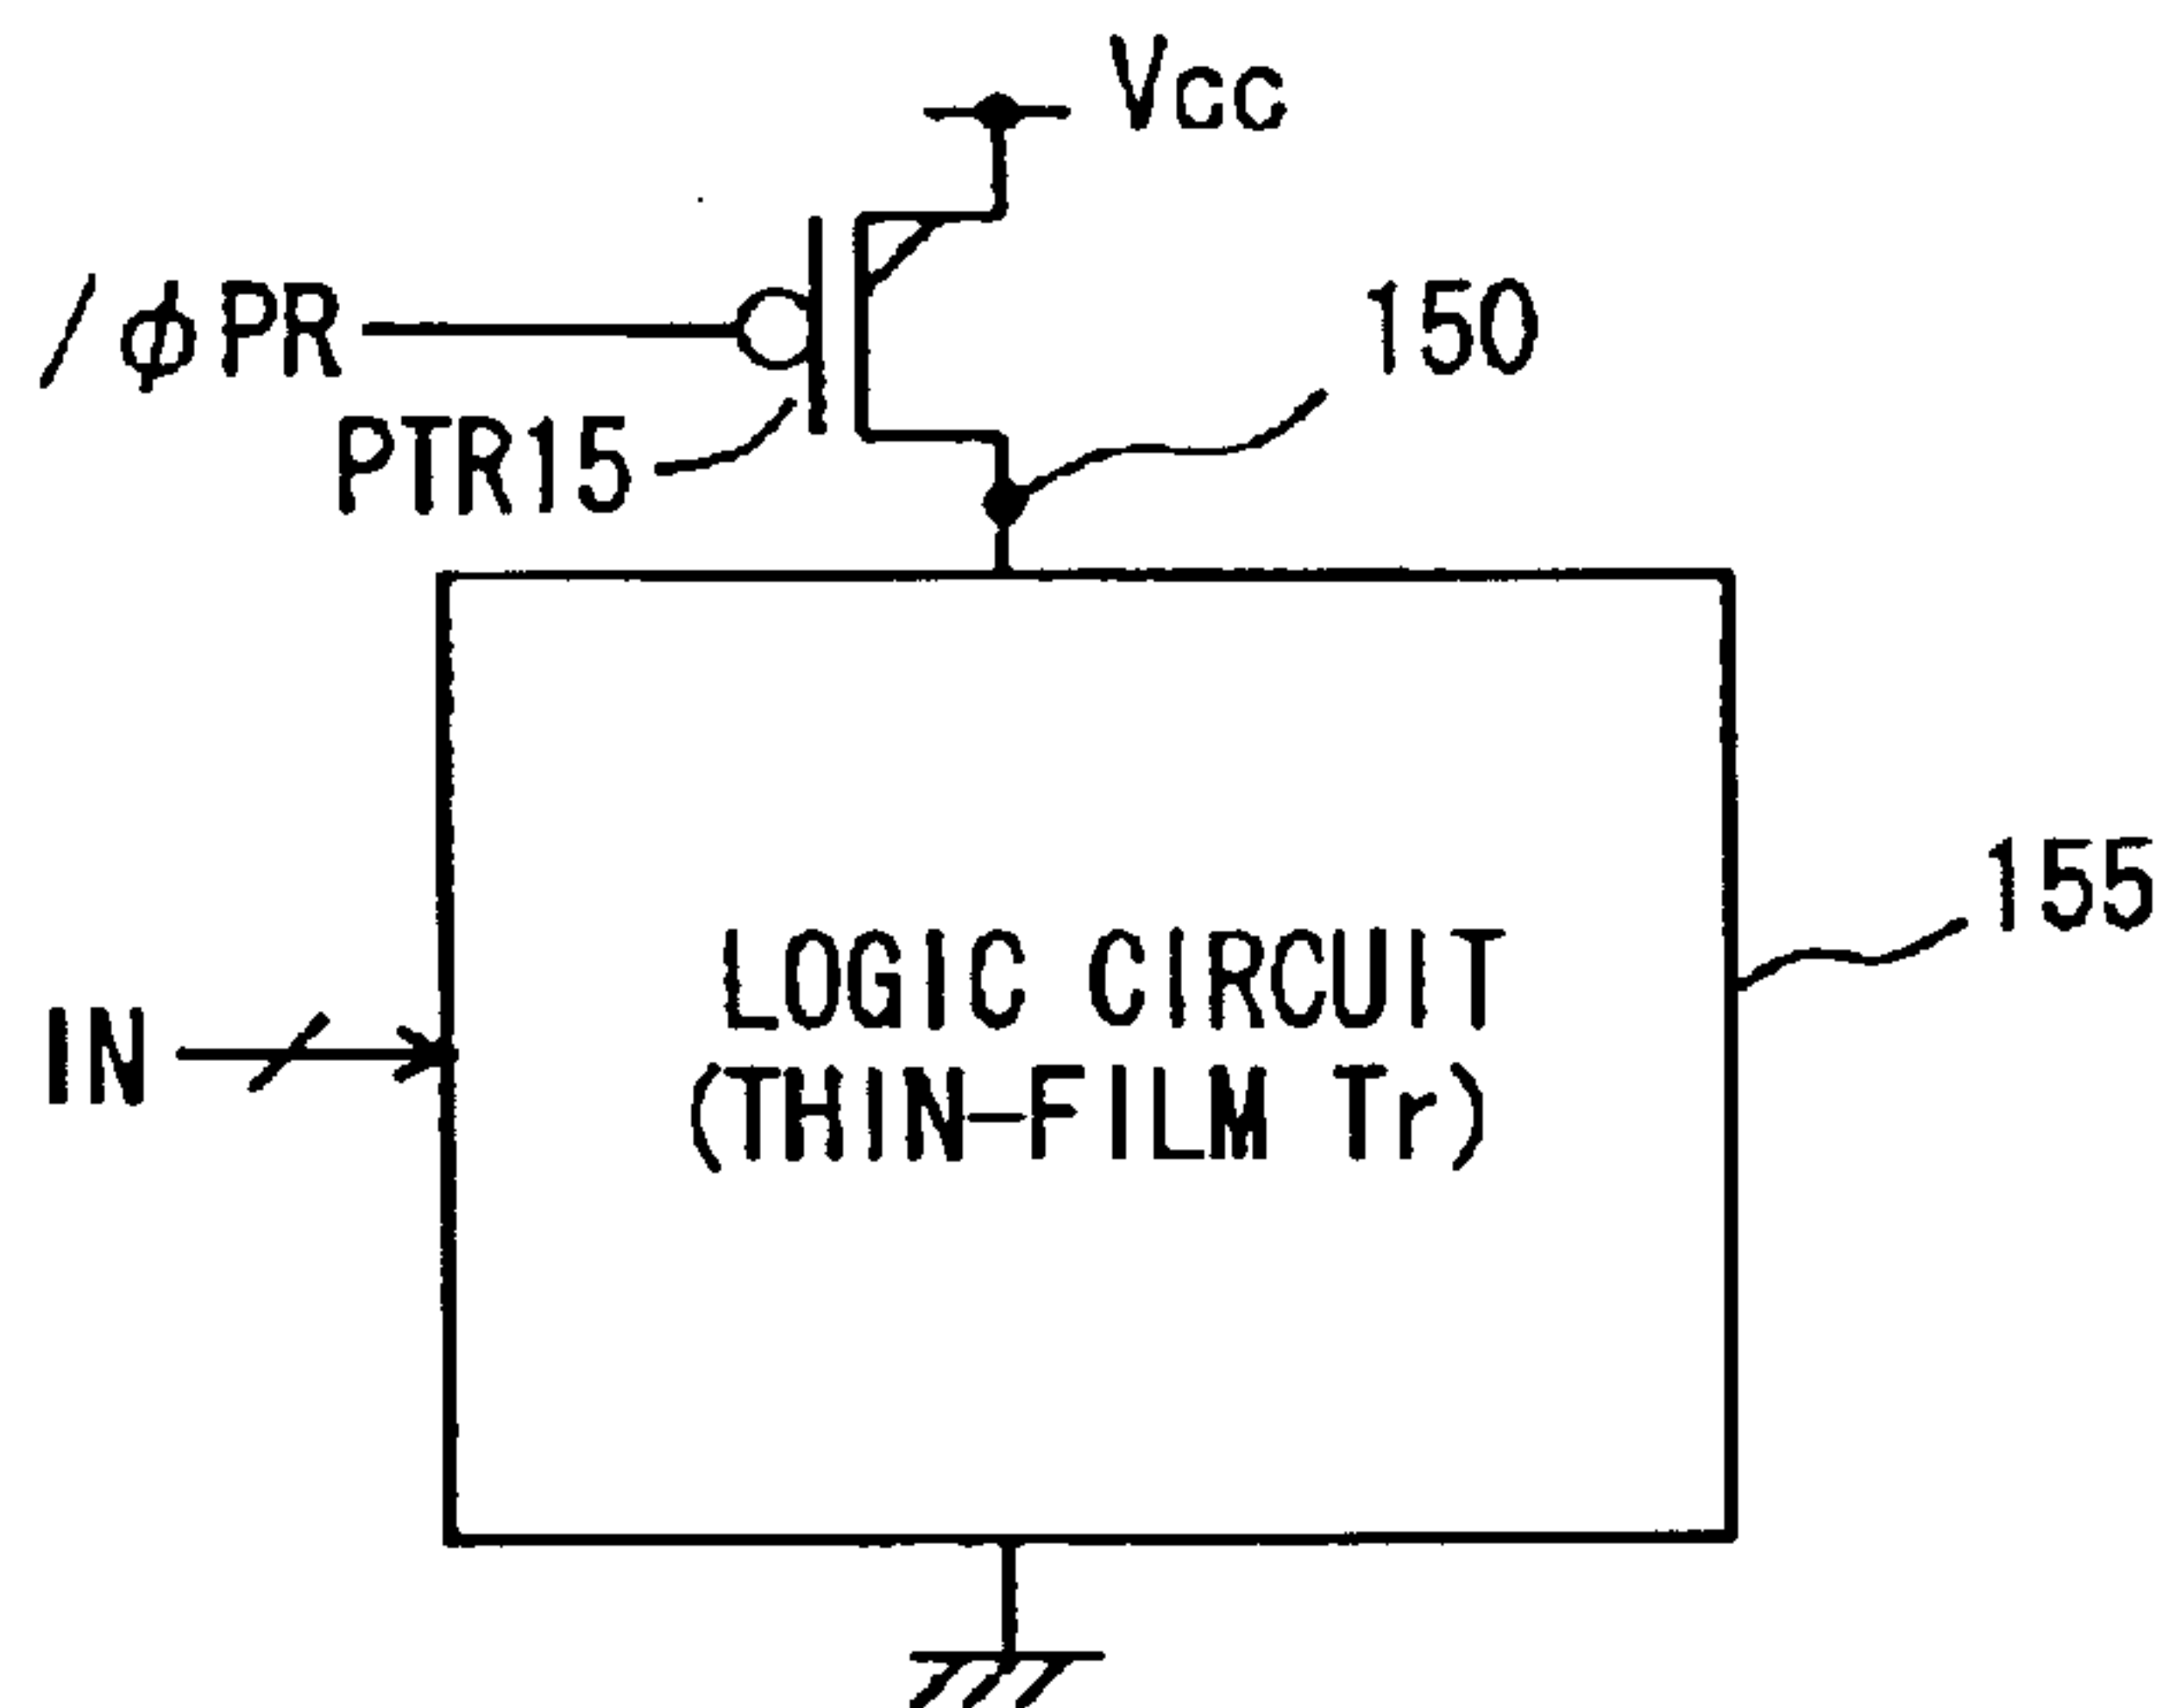 Vcc
/φPR
150
PTR15
155
LOGIC CIRCUIT
(THIN-FILM Tr)
IN